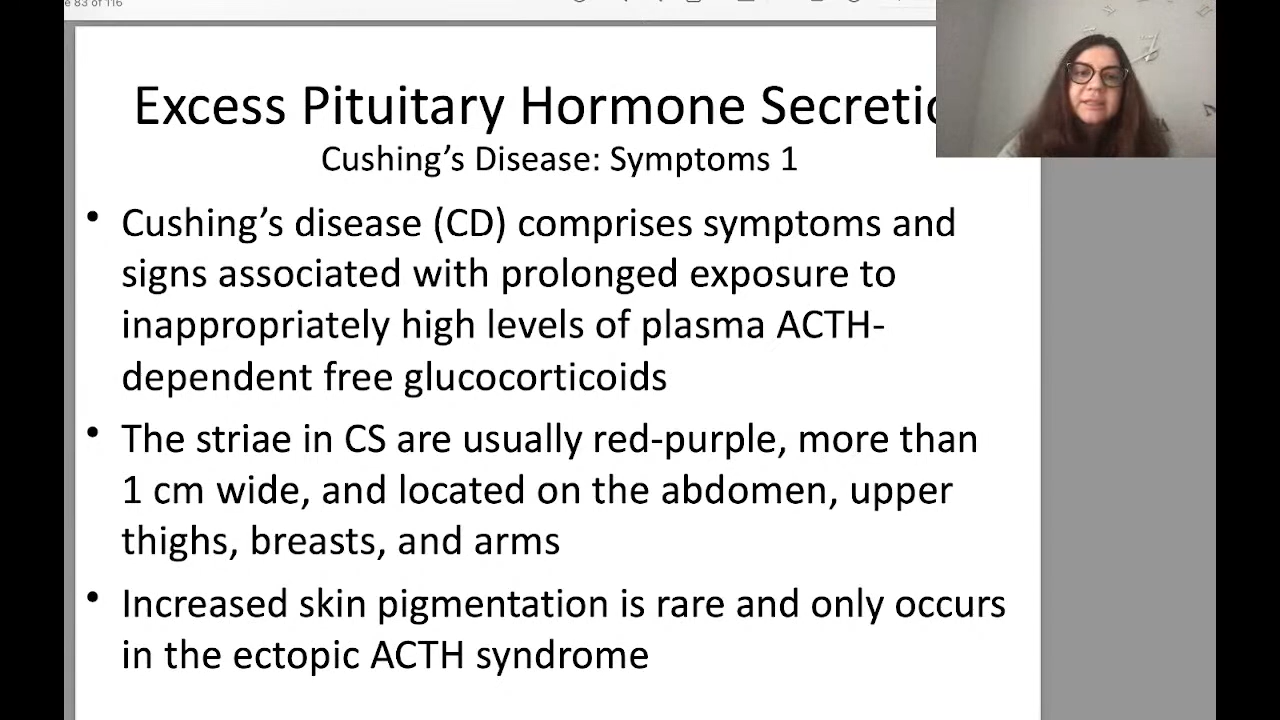 83 of 116
Excess Pituitary Hormone
Cushing’s Disease: Symptoms 1
• Cushing’s disease (CD) comprises symptoms and
signs associated with prolonged exposure to
inappropriately high levels of plasma ACTH-
dependent free glucocorticoids
• The striae in CS are usually red-purple, more than
1 cm wide, and located on the abdomen, upper
thighs, breasts, and arms
• Increased skin pigmentation is rare and only occurs
in the ectopic ACTH syndrome